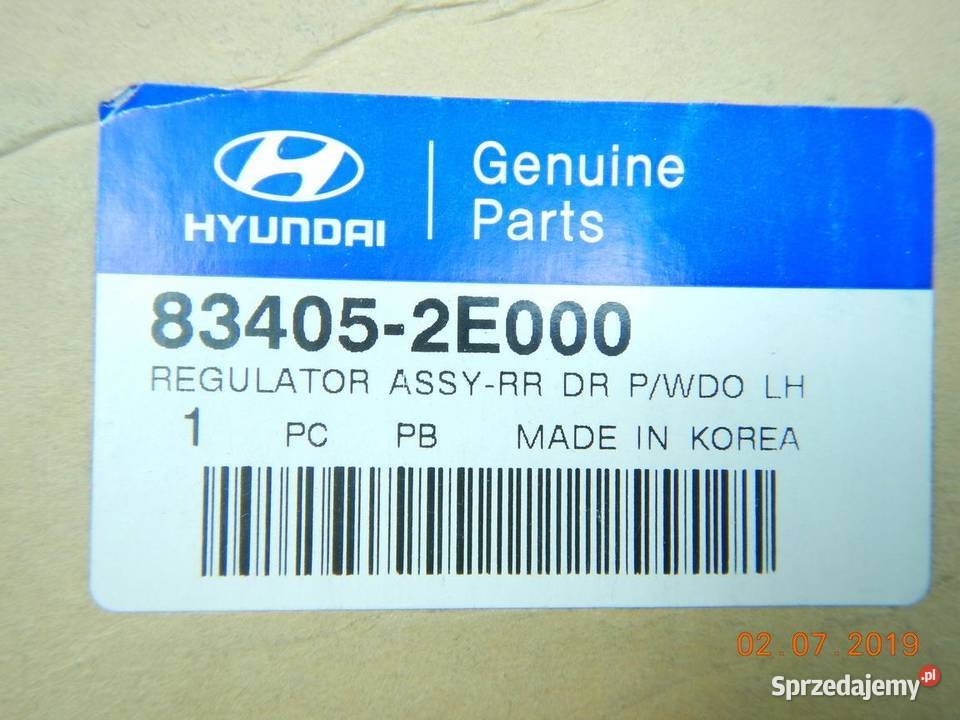 HYUNDAI
Genuine
Parts
83405-2E000
REGULATOR ASSY-RR DR P/WDO LH
1 PC PB MADE IN KOREA
02.07.2019
Sprzedajemy.pl